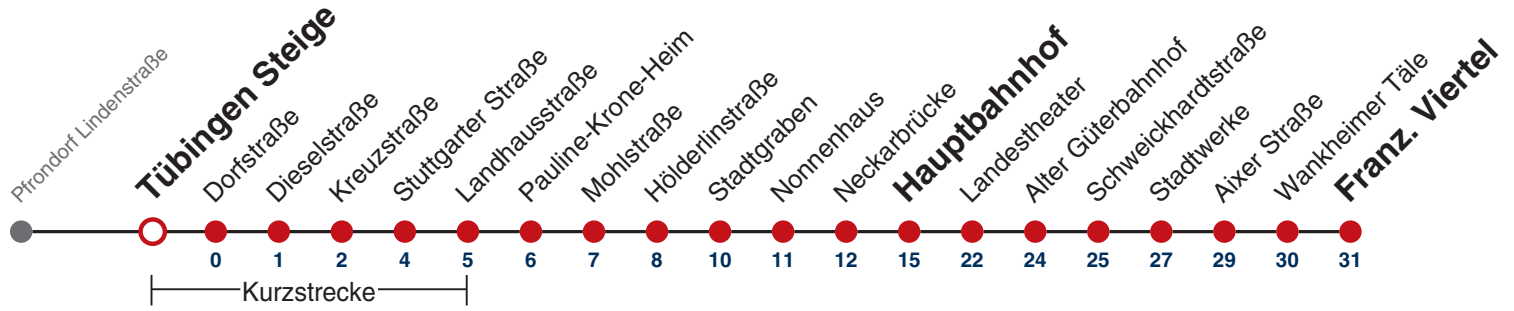 Pfrondorf Lindenstraße
Tübingen Steige
Dorfstraße
Dieselstraße
Kreuzstraße
Stuttgarter Straße
Landhausstraße
Pauline-Krone-Heim
Mohlstraße
Hölderlinstraße
Stadtgraben
Nonnenhaus
Neckarbrücke
Hauptbahnhof
Landestheater
Alter Güterbahnhof
Schweickhardtstraße
Stadtwerke
Aixer Straße
Wankheimer Täle
Franz. Viertel
0 1 2 4 5 6 7 8 10 11 12 15 22 24 25 27 29 30 31
Kurzstrecke